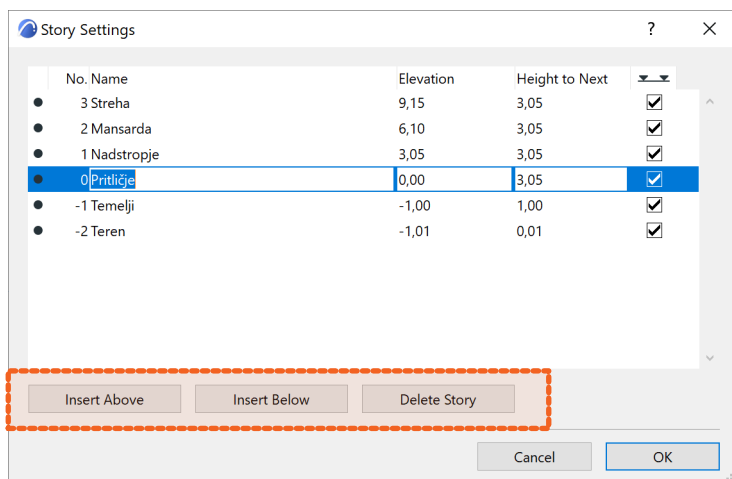 Story Settings ?
No. Name Elevation Height to Next
3 Streha 9,15 3,05
2 Mansarda 6,10 3,05
1 Nadstropje 3,05 3,05
0 Pritličje 0,00 3,05
-1 Temelji -1,00 1,00
-2 Teren -1,01 0,01
Insert Above Insert Below Delete Story
Cancel OK